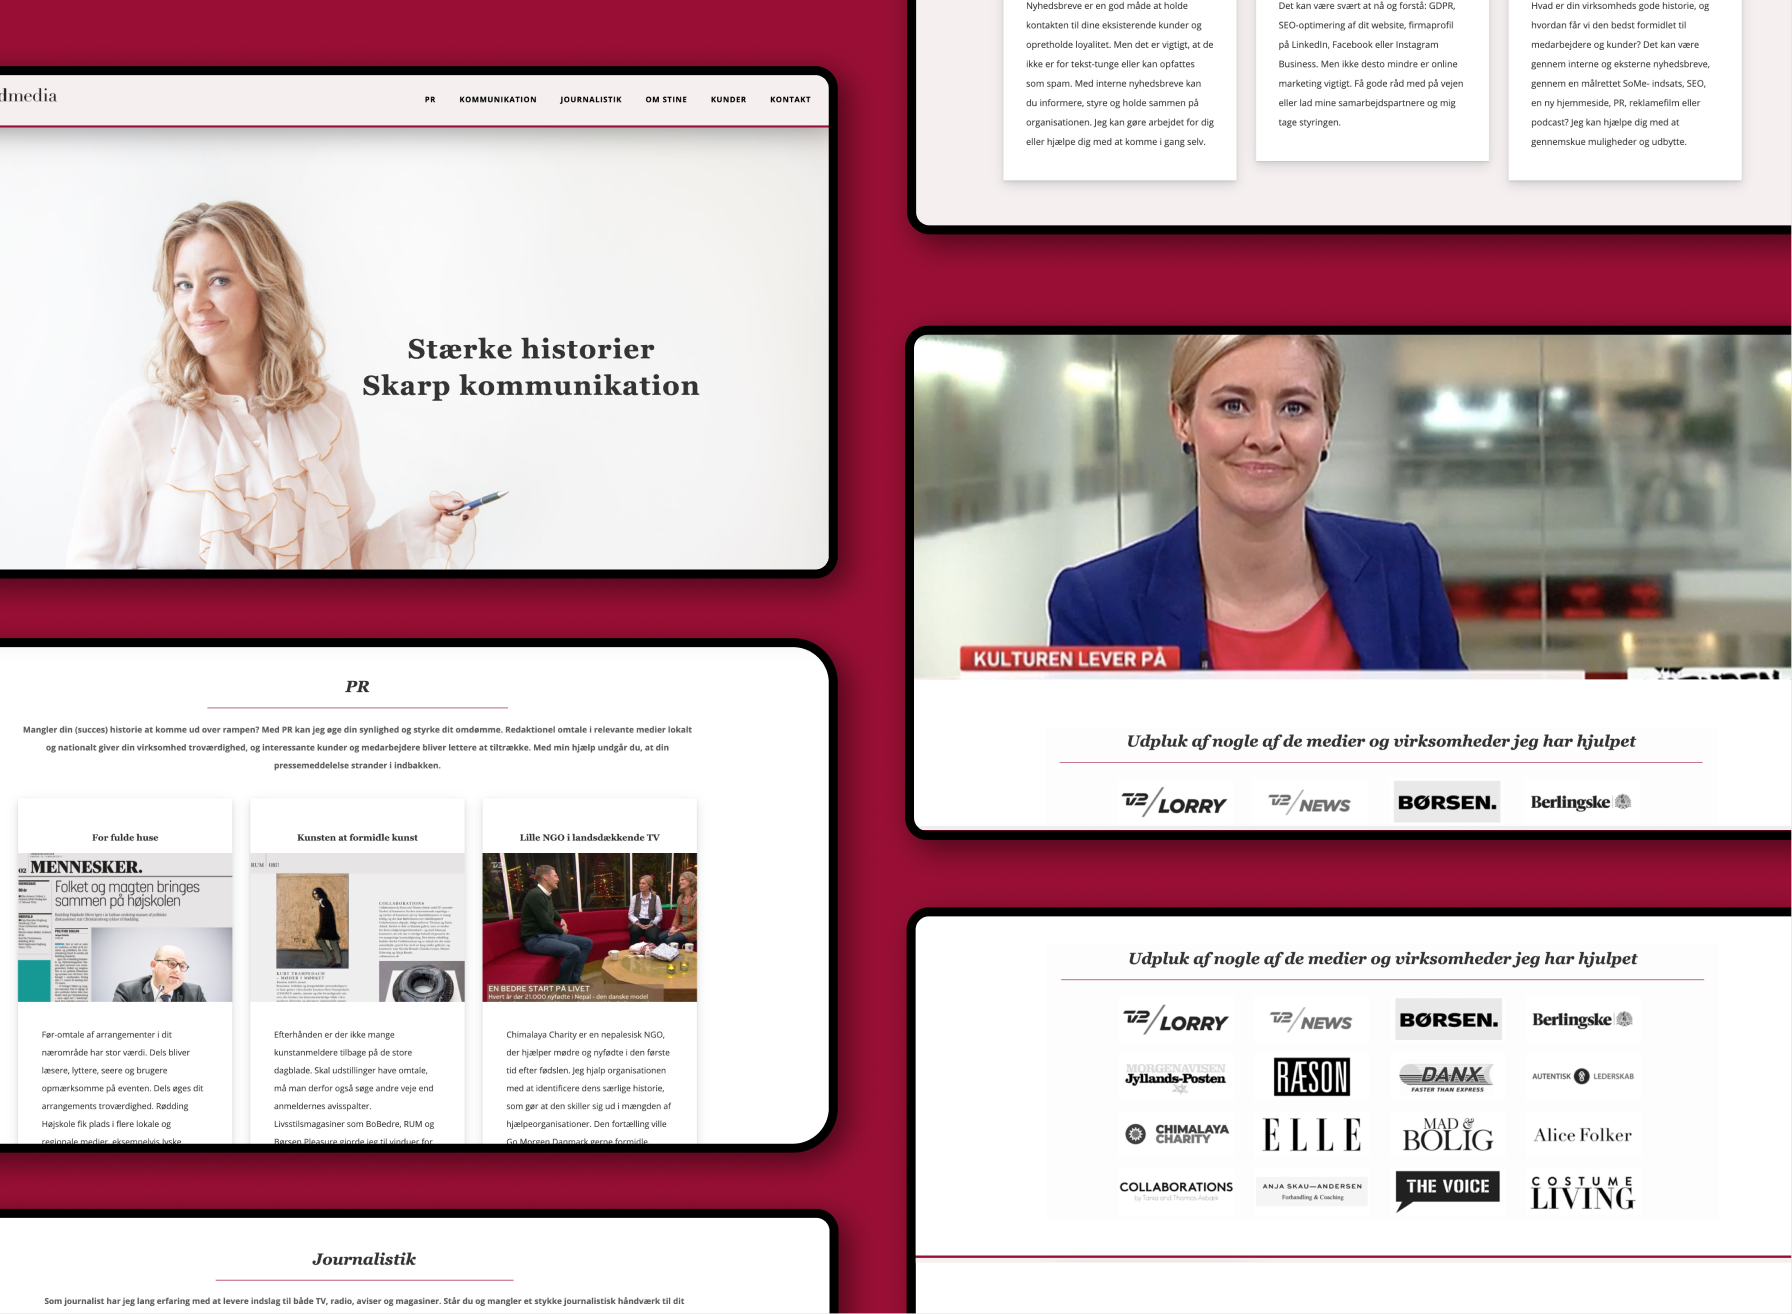 dmedia
PR KOMMUNIKATION JOURNALISTIK OM STINE KUNDER KONTAKT
Stærke historier
Skarp kommunikation
PR
Mangler din (succes) historie at komme ud over rampen? Med PR kan jeg øge din synlighed og styrke dit omdømme. Redaktionel omtale i relevante medier lokalt
og nationalt giver din virksomhed troværdighed, og interessante kunder og medarbejdere bliver lettere at tiltrække. Med min hjælp undgår du, at din
pressemeddelelse strander i indbakken.
For fulde huse
02 MENNESKER.
Folket og magten bringes
sammen på højskolen
Før-omtale af arrangementer i dit
nærområde har stor værdi. Dels bliver
læsere, lyttere, seere og brugere
opmærksomme på eventen. Dels øges dit
arrangements troværdighed. Rødding
Højskole fik plads i flere lokale og
regionale medier, eksempelvis Jyske
Kunsten at formidle kunst
COLLABORATIONS
KURT TRAMPEDACH
– MØDER I MØRKET
Efterhånden er der ikke mange
kunstanmeldere tilbage på de store
dagblade. Skal udstillinger have omtale,
må man derfor også søge andre veje end
anmeldernes avisspalter.
Livsstilsmagasiner som BoBedre, RUM og
Børsen Pleasure gjorde jeg til vinduer for
Lille NGO i landsdækkende TV
EN BEDRE START PÅ LIVET
Hvert år dør 21.000 nyfødte i Nepal - den danske model
Chimalaya Charity er en nepalesisk NGO,
der hjælper mødre og nyfødte i den første
tid efter fødslen. Jeg hjalp organisationen
med at identificere dens særlige historie,
som gør at den skiller sig ud i mængden af
hjælpeorganisationer. Den fortælling ville
Go Morgen Danmark gerne formidle
Journalistik
Som journalist har jeg lang erfaring med at levere indslag til både TV, radio, aviser og magasiner. Står du og mangler et stykke journalistisk håndværk til dit
Nyhedsbreve er en god måde at holde
kontakten til dine eksisterende kunder og
opretholde loyalitet. Men det er vigtigt, at de
ikke er for tekst-tunge eller kan opfattes
som spam. Med interne nyhedsbreve kan
du informere, styre og holde sammen på
organisationen. Jeg kan gøre arbejdet for dig
eller hjælpe dig med at komme i gang selv.
Det kan være svært at nå og forstå: GDPR,
SEO-optimering af dit website, firmaprofil
på LinkedIn, Facebook eller Instagram
Business. Men ikke desto mindre er online
marketing vigtigt. Få gode råd med på vejen
eller lad mine samarbejdspartnere og mig
tage styringen.
Hvad er din virksomheds gode historie, og
hvordan får vi den bedst formidlet til
medarbejdere og kunder? Det kan være
gennem interne og eksterne nyhedsbreve,
gennem en målrettet SoMe- indsats, SEO,
en ny hjemmeside, PR, reklamefilm eller
podcast? Jeg kan hjælpe dig med at
gennemskue muligheder og udbytte.
KULTUREN LEVER PÅ
Udpluk af nogle af de medier og virksomheder jeg har hjulpet
TV2/LORRY TV2/NEWS BØRSEN. Berlingske
Udpluk af nogle af de medier og virksomheder jeg har hjulpet
TV2/LORRY TV2/NEWS BØRSEN. Berlingske
MORGENAVISEN
Jyllands-Posten RÆSON DANX
FASTER THAN EXPRESS
AUTENTISK LEDERSKAB
CHIMALAYA
CHARITY
ELLE
MAD &
BOLIG
Alice Folker
COLLABORATIONS
by Tania and Thomas Asbæk
ANJA SKAU—ANDERSEN
Forhandling & Coaching
THE VOICE
COSTUME
LIVING